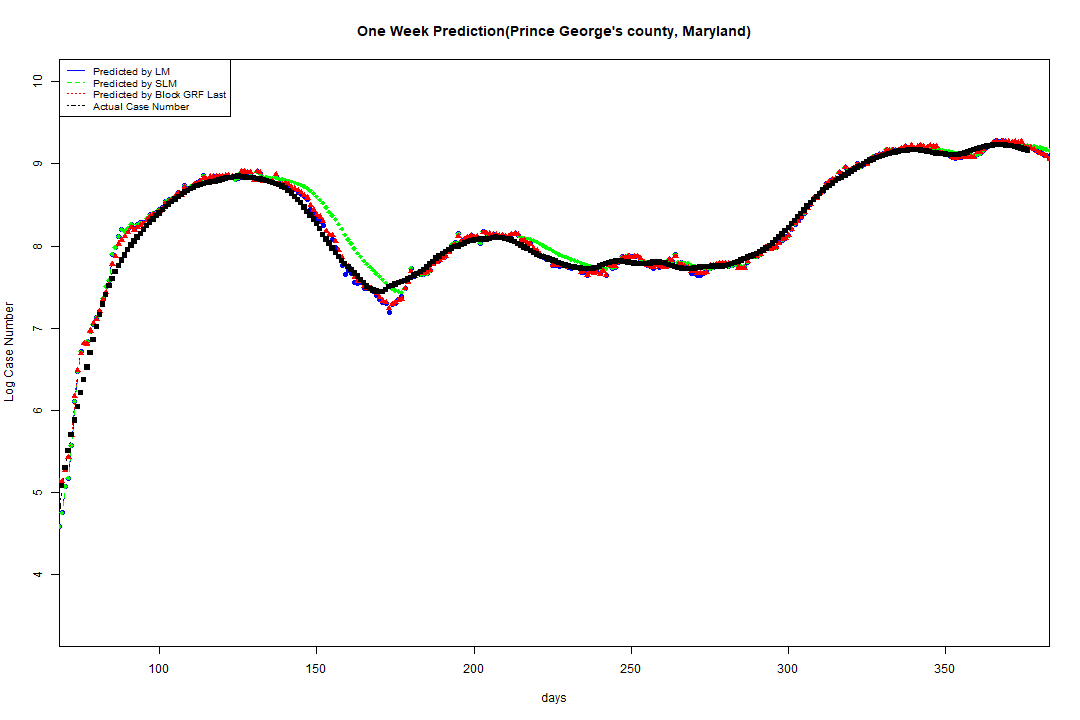 One Week Prediction(Prince George's county, Maryland)
Predicted by LM
Predicted by SLM
Predicted by Block GRF Last
Actual Case Number
Log Case Number
10
9
8
7
6
5
4
100 150 200 250 300 350
days